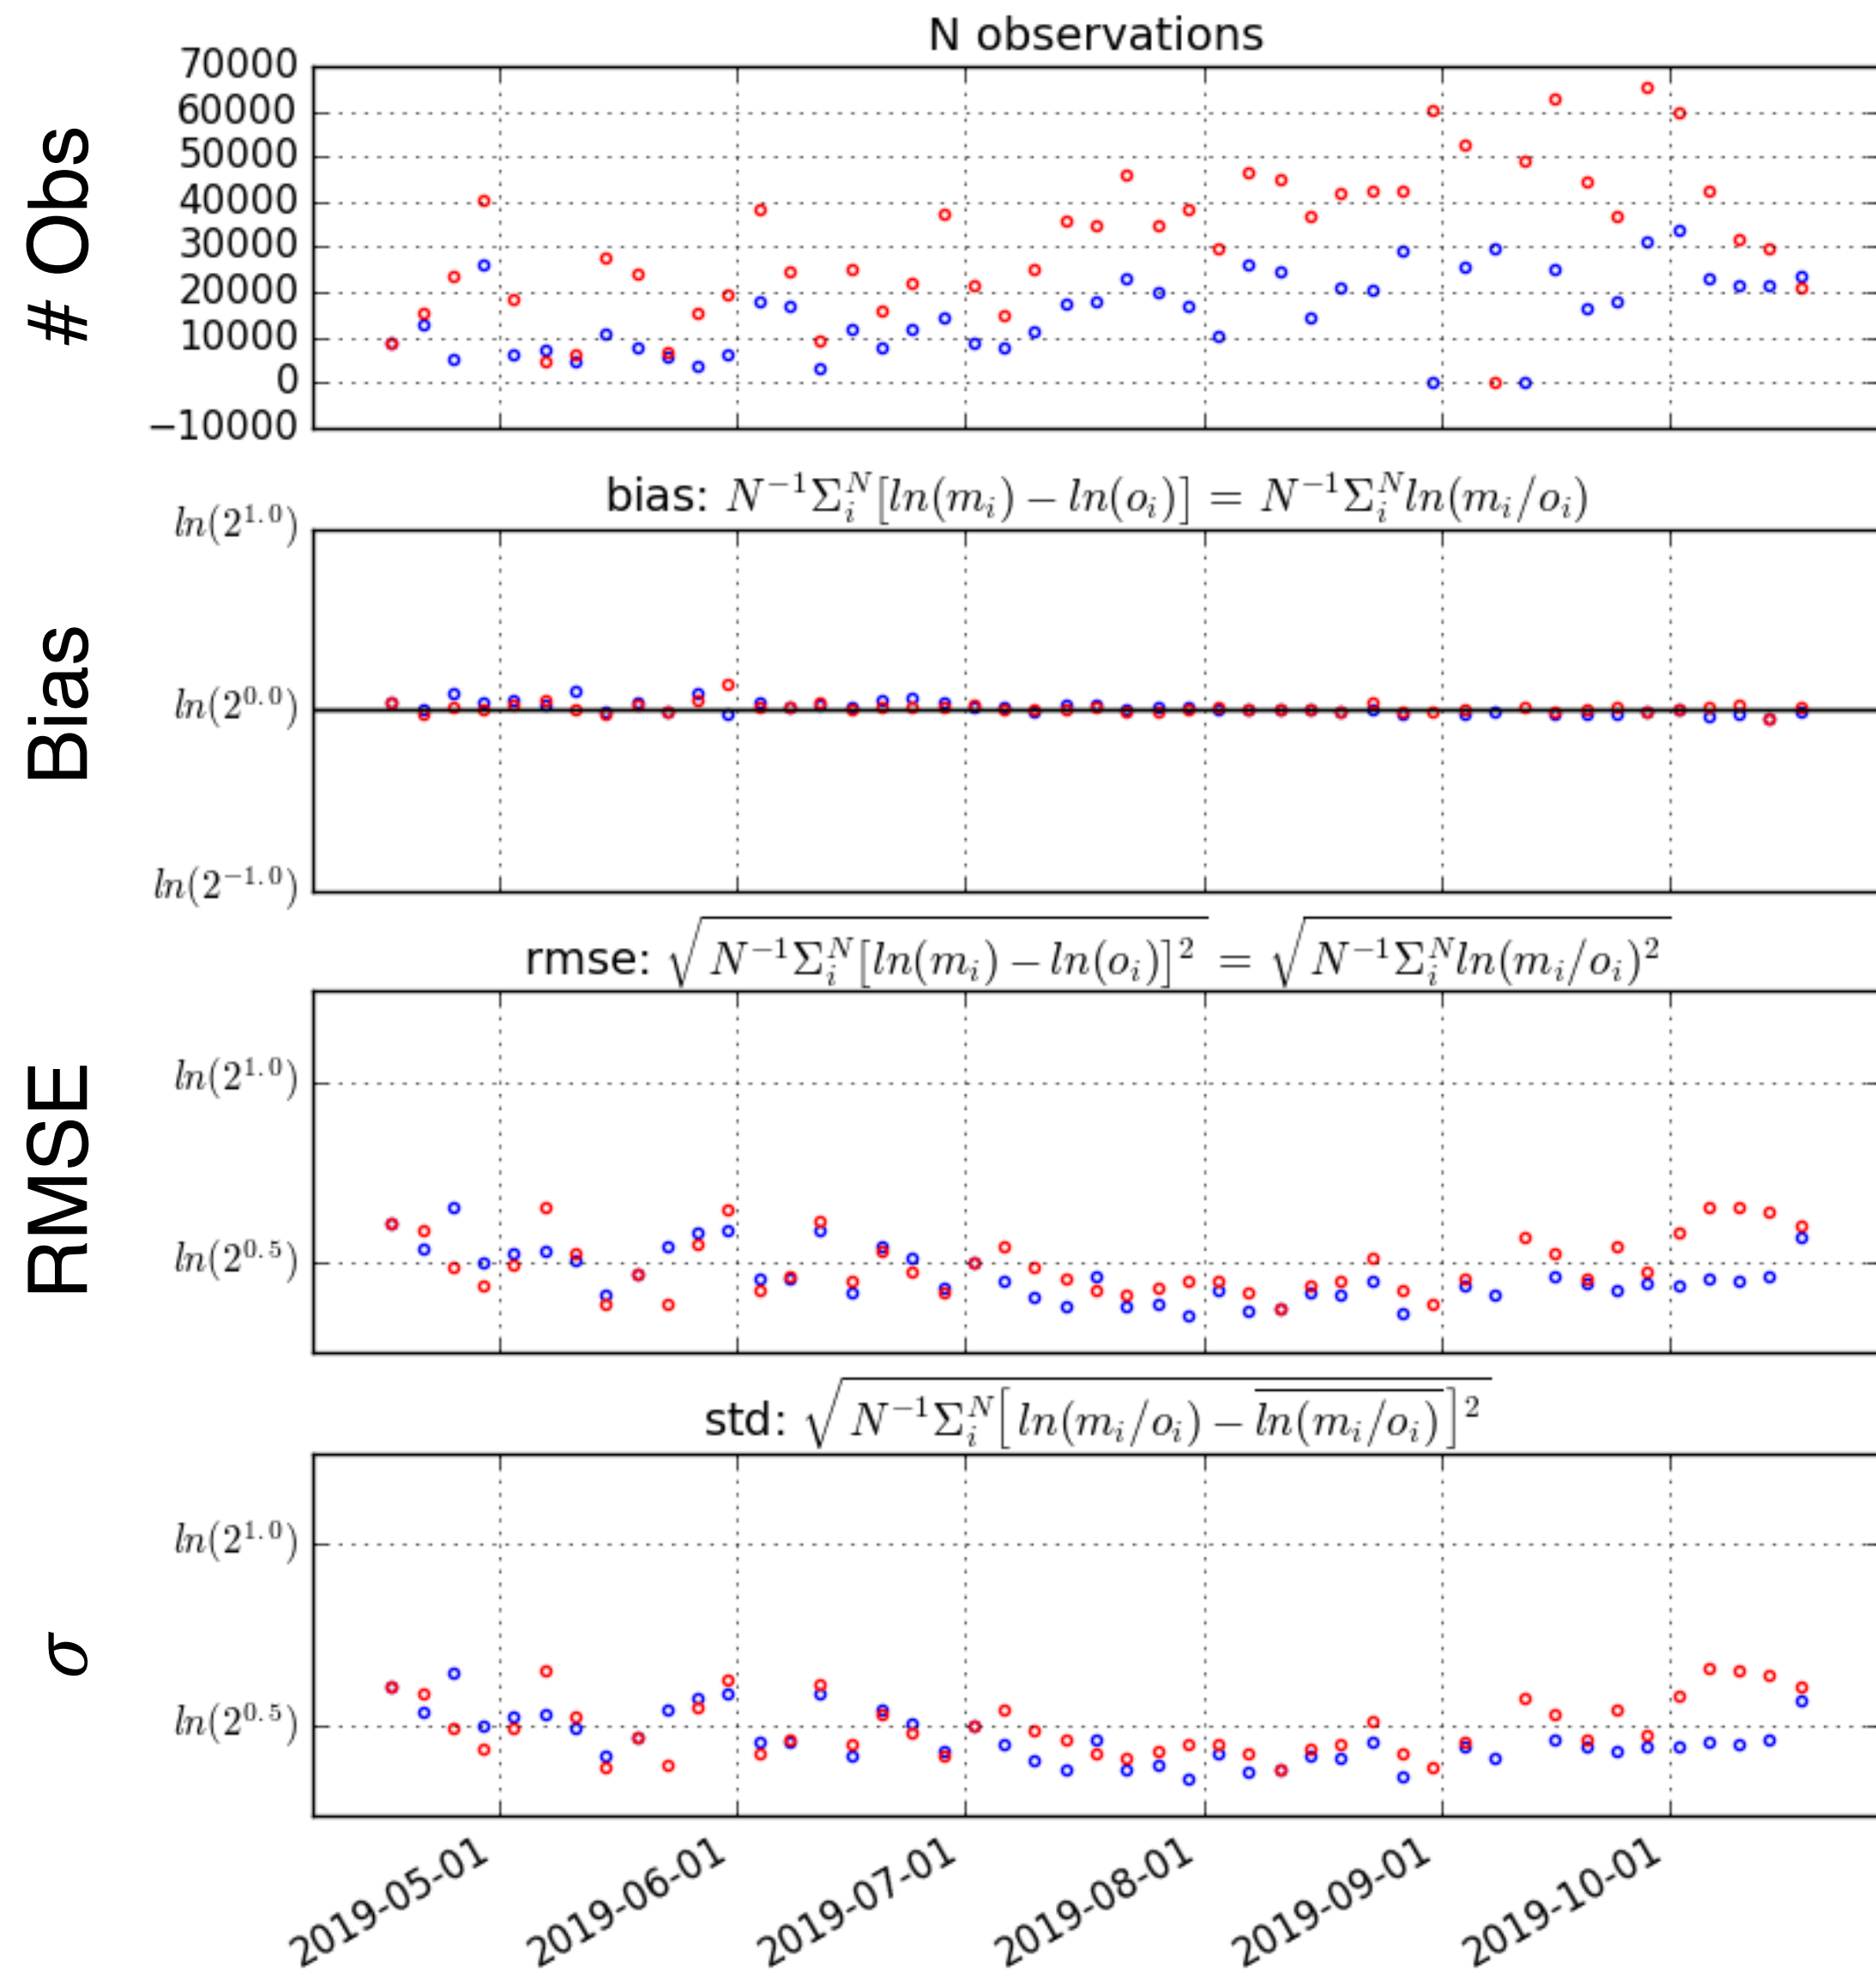 N observations
# Obs
70000
60000
50000
40000
30000
20000
10000
0
−10000
bias: N⁻¹Σᵢᴺ[ln(mᵢ) − ln(oᵢ)] = N⁻¹Σᵢᴺln(mᵢ/oᵢ)
Bias
ln(2^1.0)
ln(2^0.0)
ln(2^−1.0)
rmse: √(N⁻¹Σᵢᴺ[ln(mᵢ) − ln(oᵢ)]²) = √(N⁻¹Σᵢᴺln(mᵢ/oᵢ)²)
RMSE
ln(2^1.0)
ln(2^0.5)
std: √(N⁻¹Σᵢᴺ[ln(mᵢ/oᵢ) − \overline{ln(mᵢ/oᵢ)}]²)
σ
ln(2^1.0)
ln(2^0.5)
2019-05-01
2019-06-01
2019-07-01
2019-08-01
2019-09-01
2019-10-01